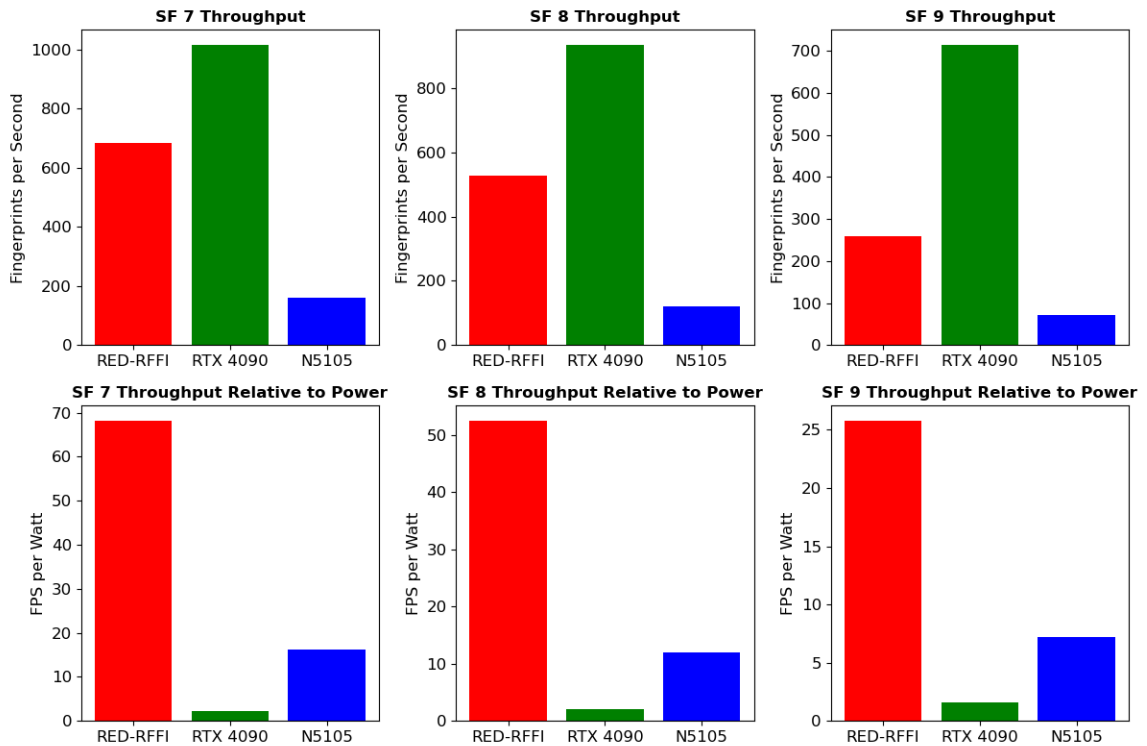 SF 7 Throughput
Fingerprints per Second
1000
800
600
400
200
0
RED-RFFI RTX 4090 N5105
SF 8 Throughput
Fingerprints per Second
800
600
400
200
0
RED-RFFI RTX 4090 N5105
SF 9 Throughput
Fingerprints per Second
700
600
500
400
300
200
100
0
RED-RFFI RTX 4090 N5105
SF 7 Throughput Relative to Power
FPS per Watt
70
60
50
40
30
20
10
0
RED-RFFI RTX 4090 N5105
SF 8 Throughput Relative to Power
FPS per Watt
50
40
30
20
10
0
RED-RFFI RTX 4090 N5105
SF 9 Throughput Relative to Power
FPS per Watt
25
20
15
10
5
0
RED-RFFI RTX 4090 N5105